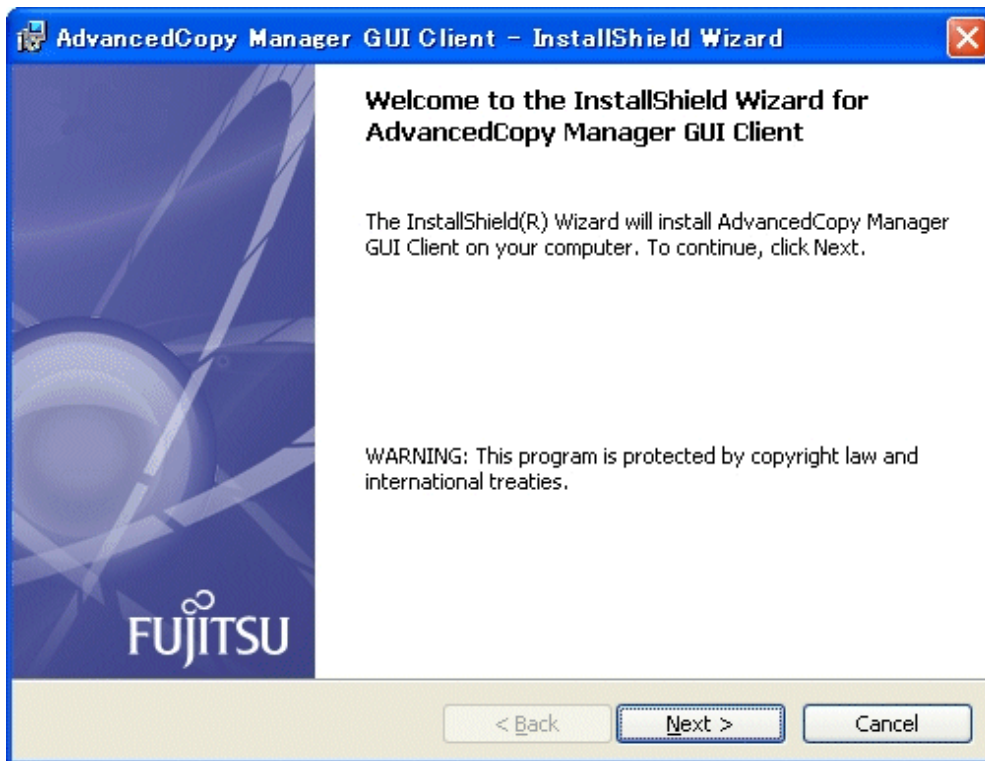 AdvancedCopy Manager GUI Client - InstallShield Wizard
Welcome to the InstallShield Wizard for
AdvancedCopy Manager GUI Client
The InstallShield(R) Wizard will install AdvancedCopy Manager
GUI Client on your computer. To continue, click Next.
WARNING: This program is protected by copyright law and
international treaties.
FUJITSU
< Back
Next >
Cancel